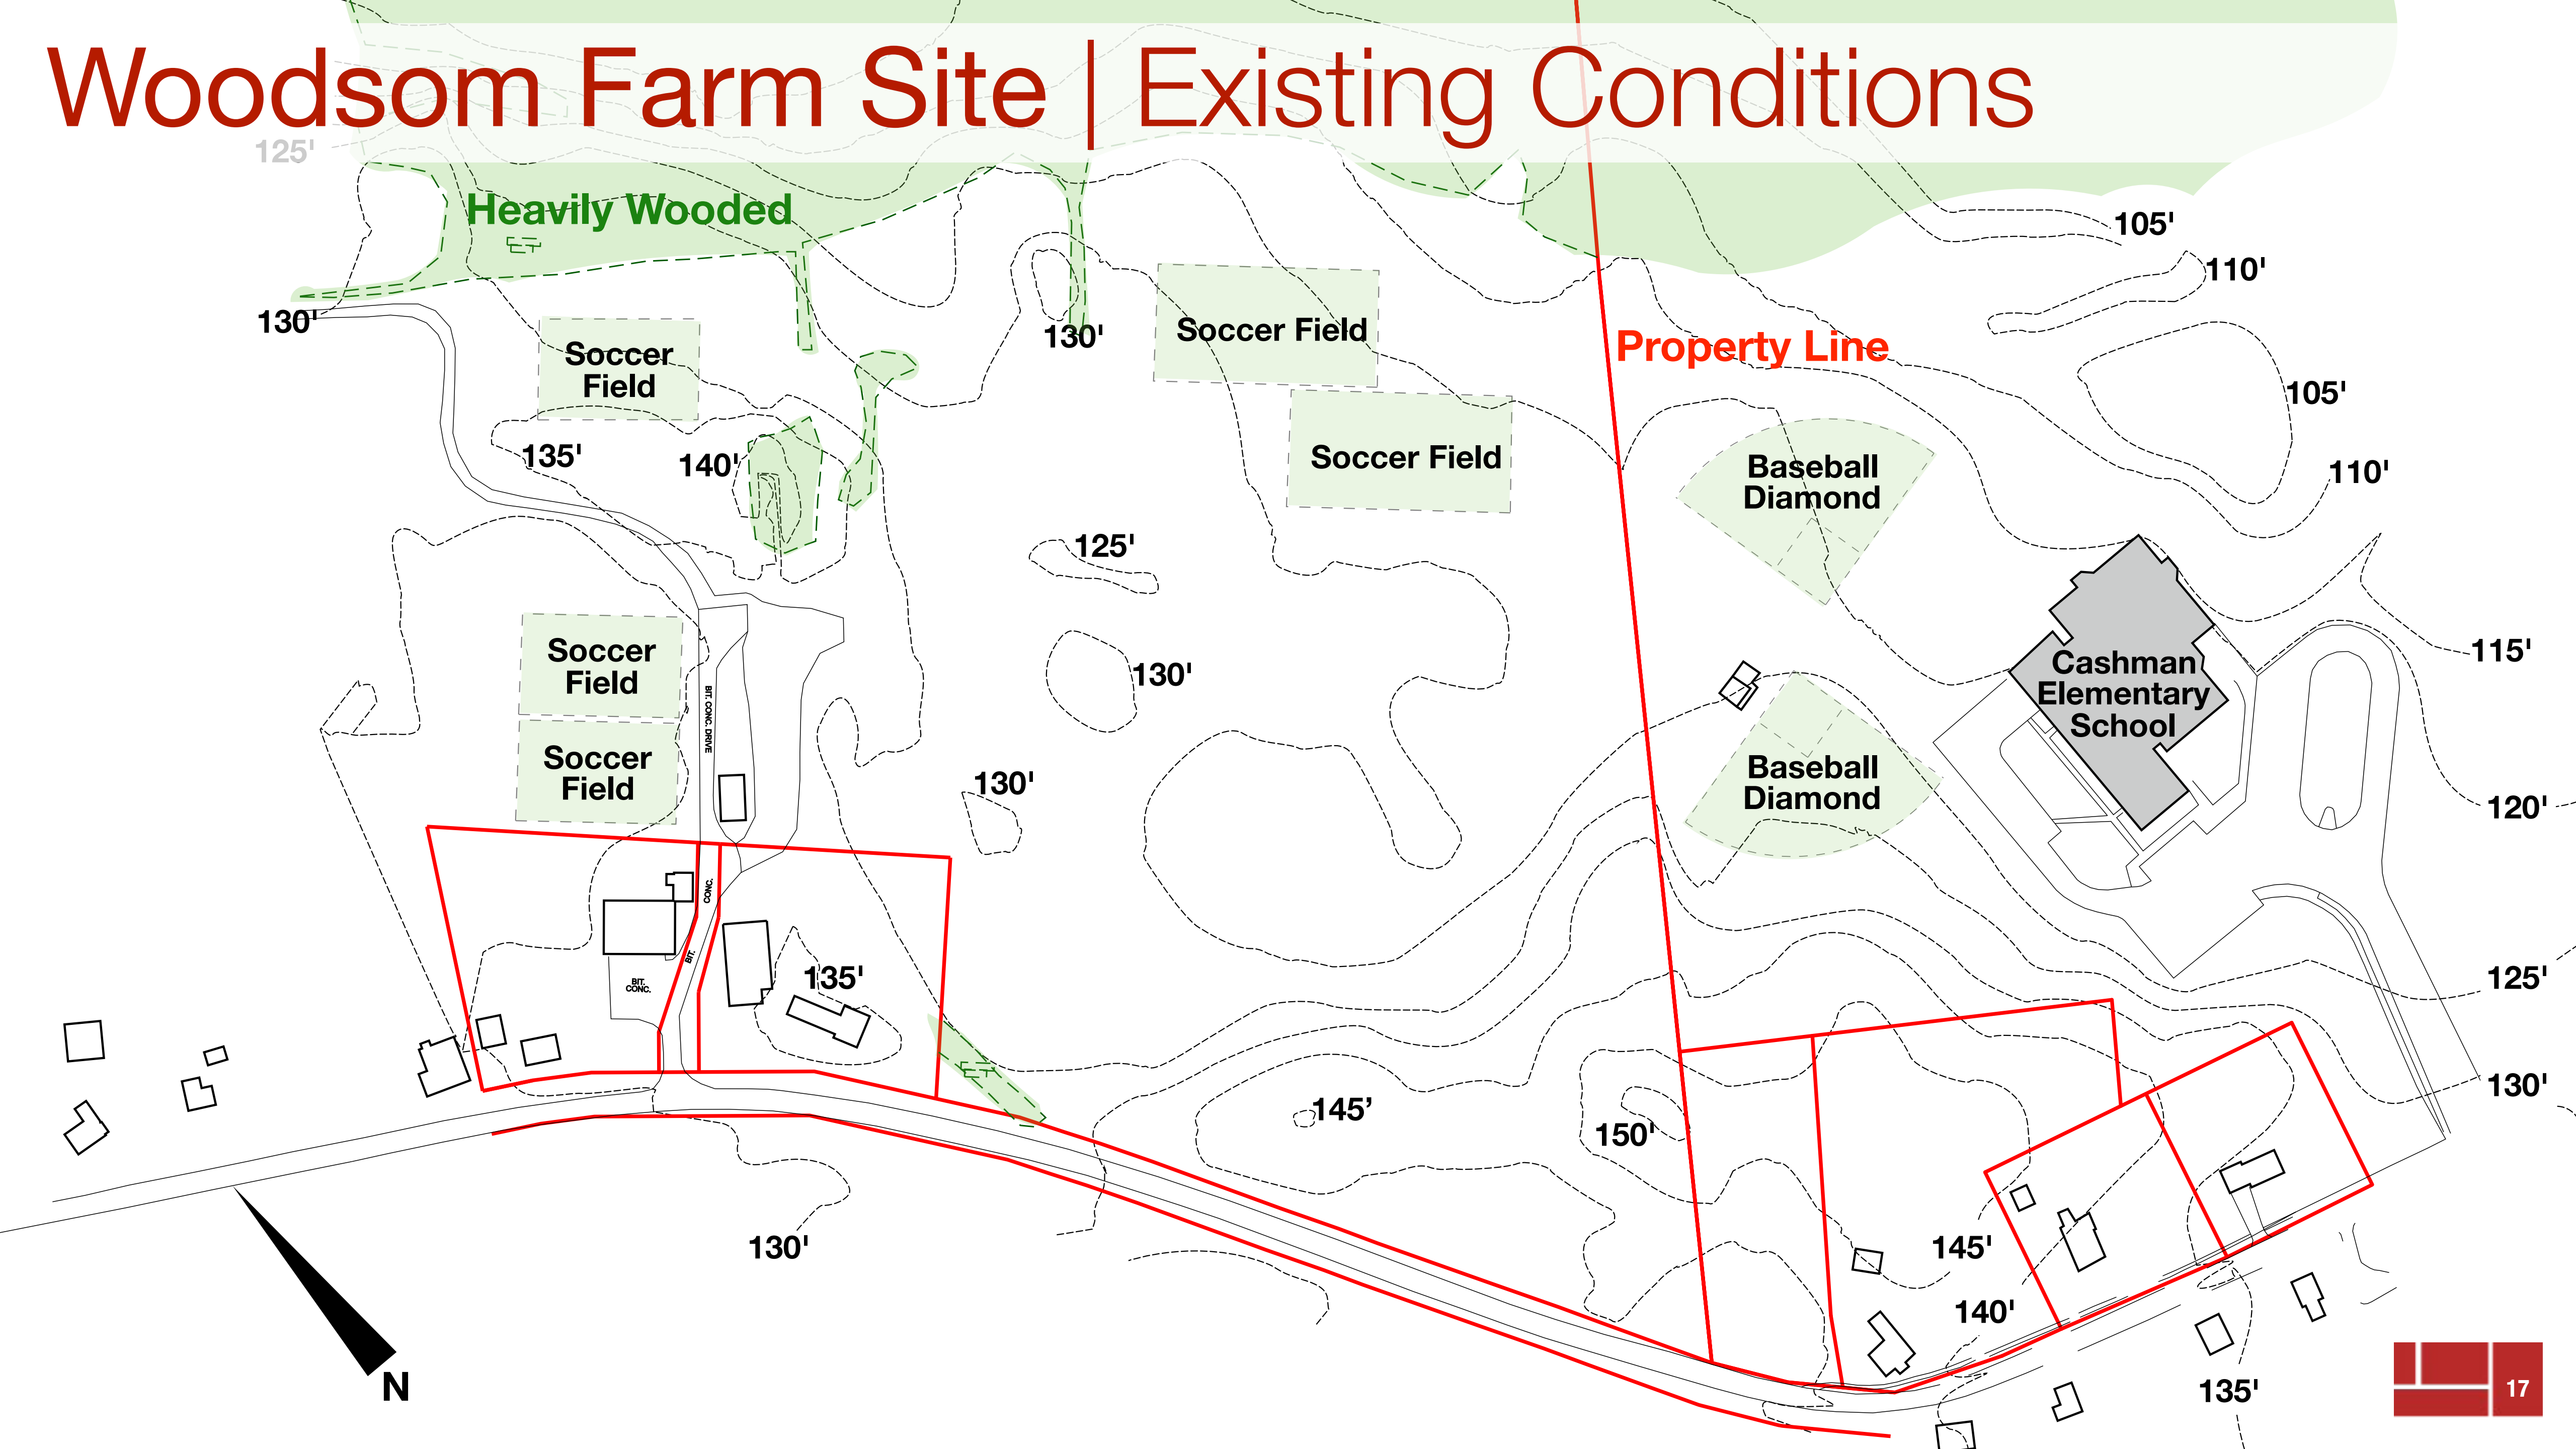 Woodsom Farm Site | Existing Conditions
125'
Heavily Wooded
105'
110'
130'
130'
Soccer Field
Property Line
Soccer
Field
105'
135'
140'
Soccer Field
Baseball
Diamond
110'
125'
Soccer
Field
130'
Cashman
Elementary
School
115'
BIT. CONC. DRIVE
Soccer
Field
130'
Baseball
Diamond
120'
CONC.
BIT.
BIT.
CONC.
135'
125'
130'
145’
150'
145'
130'
140'
135'
N
17